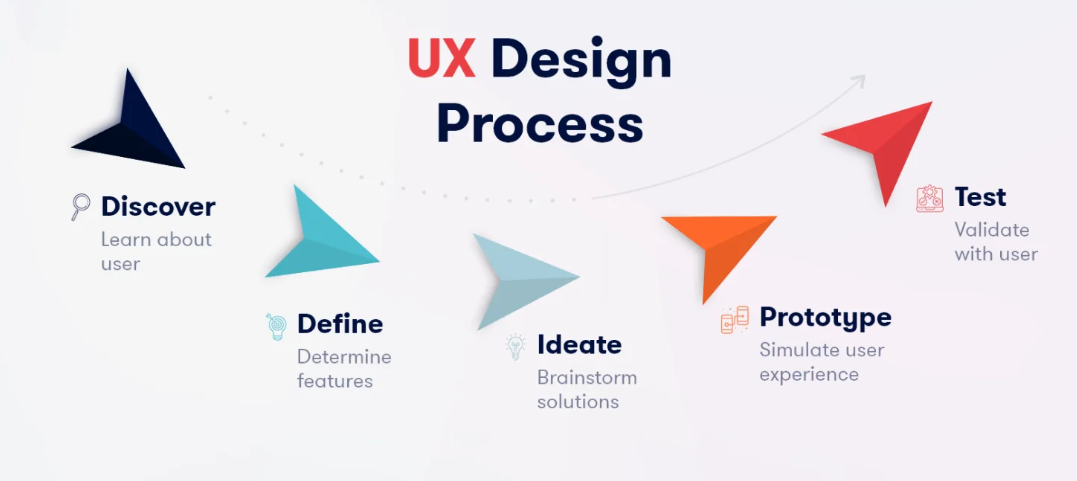 UX Design
Process
Discover
Learn about
user
Define
Determine
features
Ideate
Brainstorm
solutions
Prototype
Simulate user
experience
Test
Validate
with user